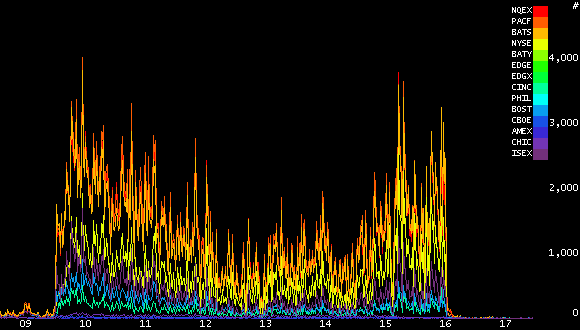 #
NQEX
PACF
BATS
NYSE
BATY
EDGE
EDGX
CINC
PHIL
BOST
CBOE
AMEX
CHIC
ISEX
4,000
3,000
2,000
1,000
0
09 10 11 12 13 14 15 16 17